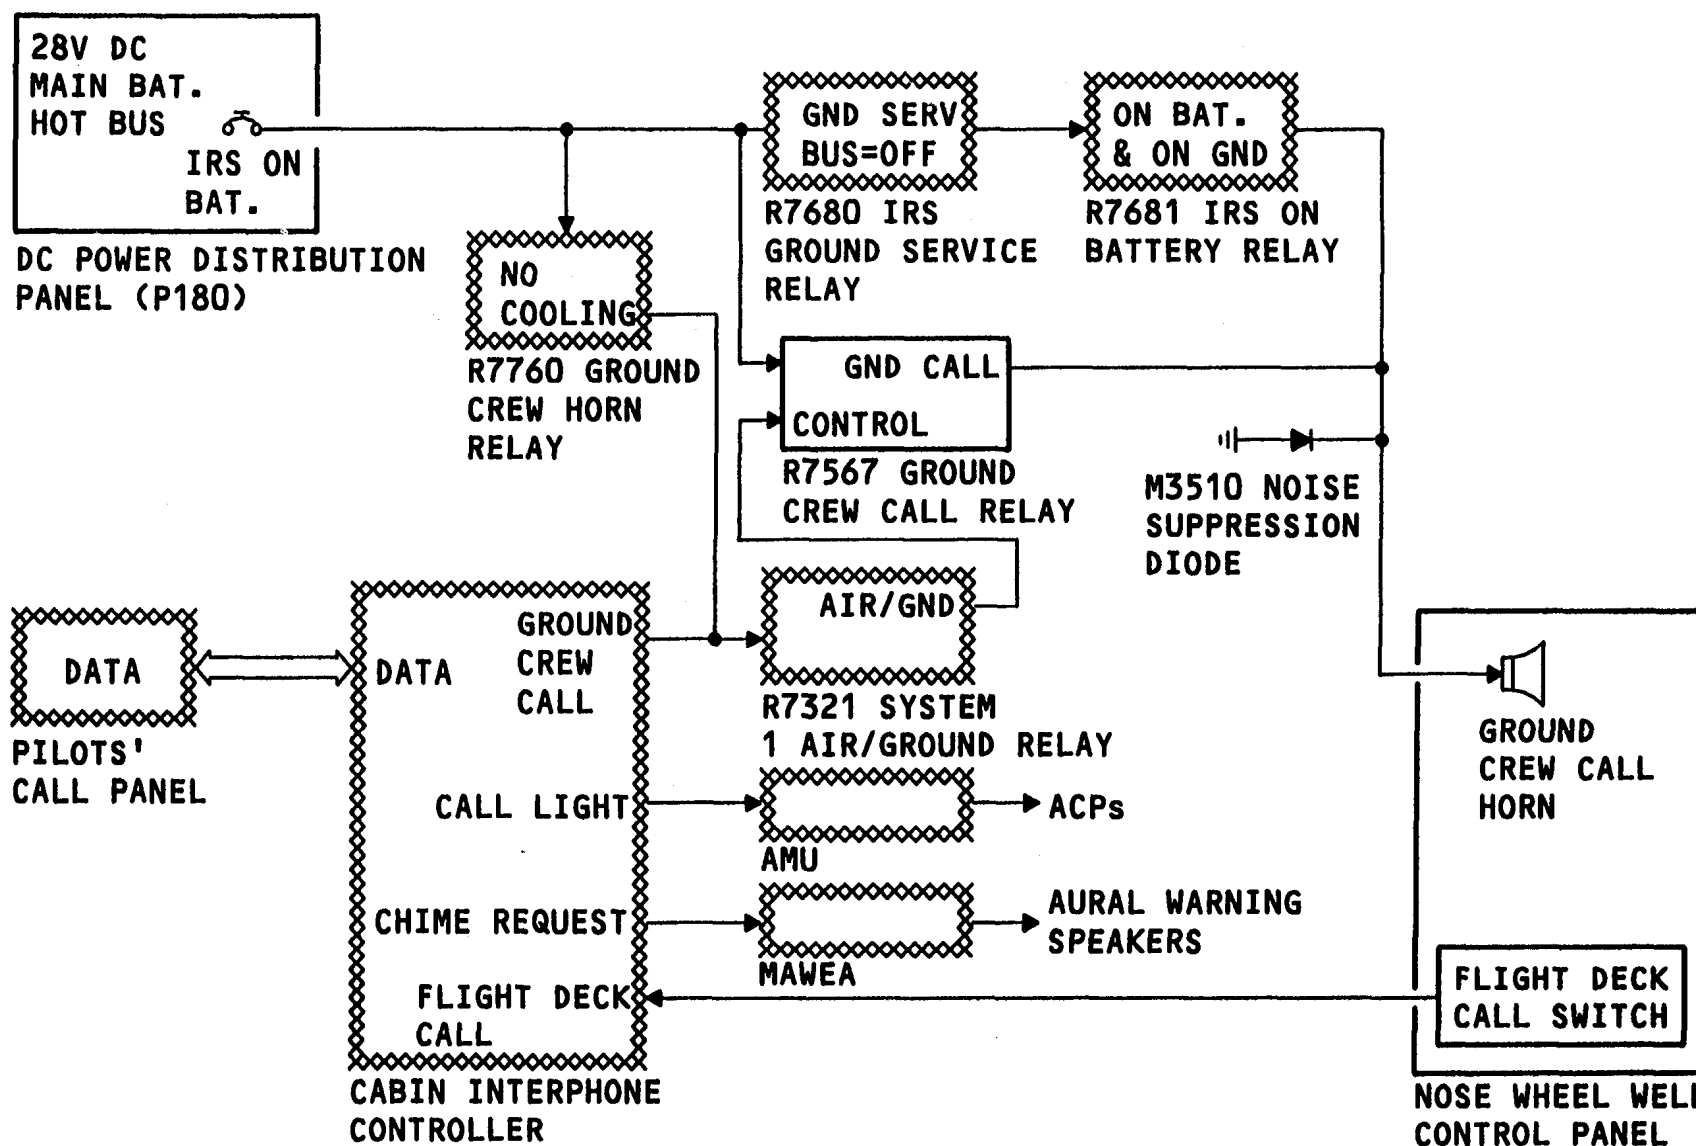 28V DC
MAIN BAT.
HOT BUS
IRS ON
BAT.
DC POWER DISTRIBUTION
PANEL (P180)
GND SERV
BUS=OFF
R7680 IRS
GROUND SERVICE
RELAY
ON BAT.
& ON GND
R7681 IRS ON
BATTERY RELAY
NO
COOLING
R7760 GROUND
CREW HORN
RELAY
GND CALL
CONTROL
R7567 GROUND
CREW CALL RELAY
M3510 NOISE
SUPPRESSION
DIODE
DATA
PILOTS'
CALL PANEL
DATA
GROUND
CREW
CALL
CALL LIGHT
CHIME REQUEST
FLIGHT DECK
CALL
CABIN INTERPHONE
CONTROLLER
AIR/GND
R7321 SYSTEM
1 AIR/GROUND RELAY
AMU
ACPs
MAWEA
AURAL WARNING
SPEAKERS
GROUND
CREW CALL
HORN
FLIGHT DECK
CALL SWITCH
NOSE WHEEL WELL
CONTROL PANEL